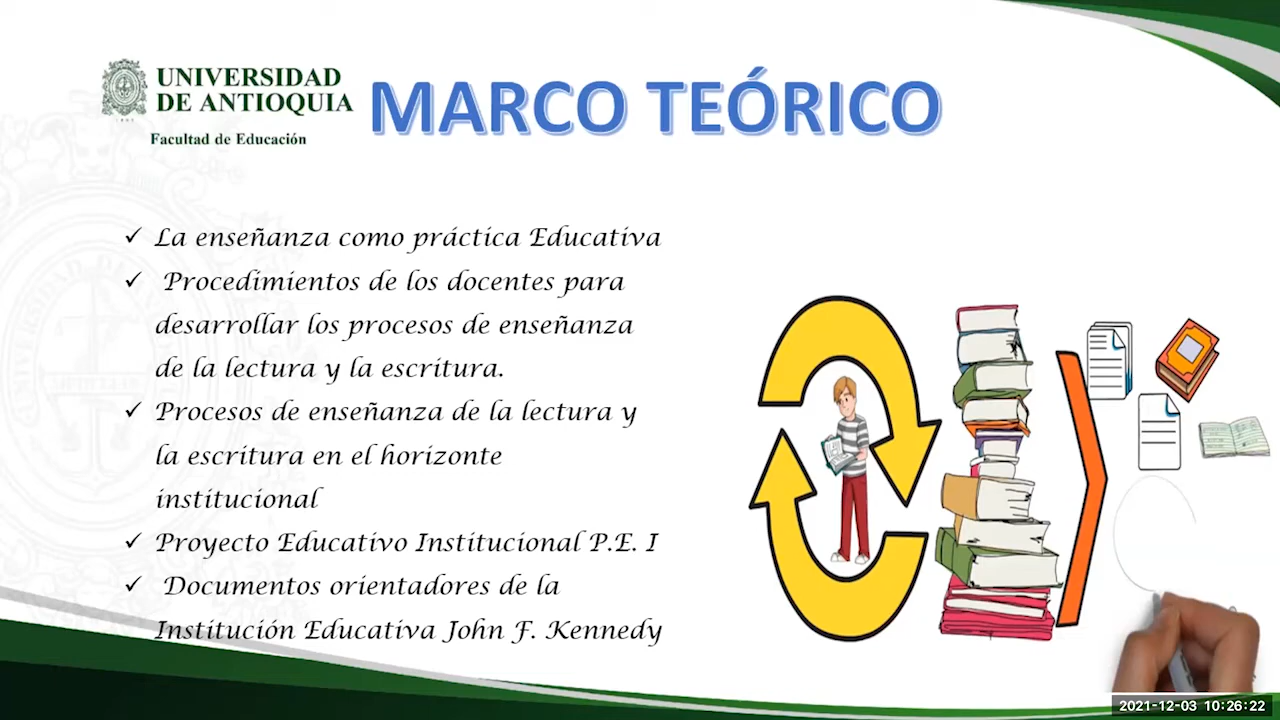 UNIVERSIDAD
DE ANTIOQUIA
Facultad de Educación
MARCO TEÓRICO
✓ La enseñanza como práctica Educativa
✓ Procedimientos de los docentes para
desarrollar los procesos de enseñanza
de la lectura y la escritura.
✓ Procesos de enseñanza de la lectura y
la escritura en el horizonte
institucional
✓ Proyecto Educativo Institucional P.E. I
✓ Documentos orientadores de la
Institución Educativa John F. Kennedy
2021-12-03 10:26:22